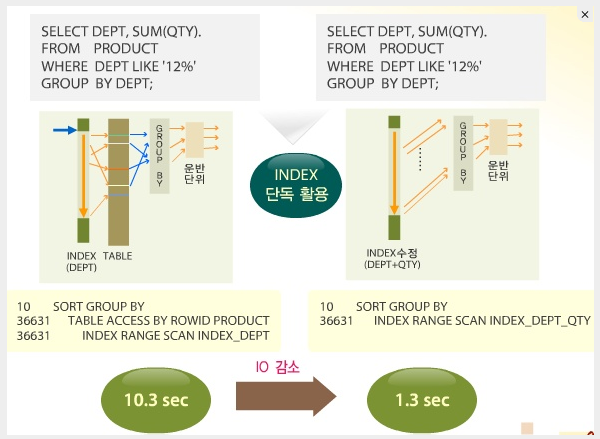 SELECT DEPT, SUM(QTY).
FROM PRODUCT
WHERE DEPT LIKE '12%'
GROUP BY DEPT;
SELECT DEPT, SUM(QTY).
FROM PRODUCT
WHERE DEPT LIKE '12%'
GROUP BY DEPT;
GROUP BY
운반
단위
INDEX
(DEPT)
TABLE
INDEX
단독 활용
GROUP BY
운반
단위
INDEX수정
(DEPT+QTY)
10 SORT GROUP BY
36631 TABLE ACCESS BY ROWID PRODUCT
36631 INDEX RANGE SCAN INDEX_DEPT
10 SORT GROUP BY
36631 INDEX RANGE SCAN INDEX_DEPT_QTY
IO 감소
10.3 sec
1.3 sec